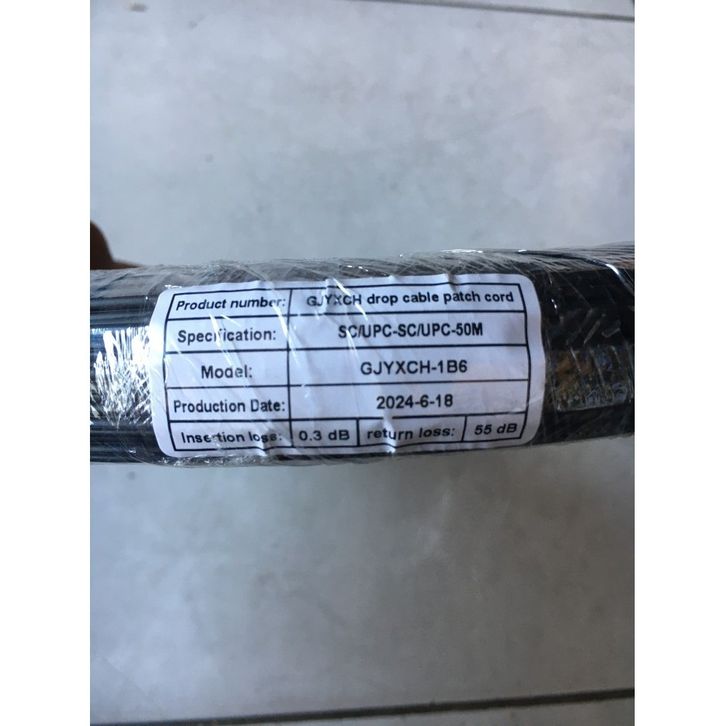 Product number: GJYXCH drop cable patch cord
Specification: SC/UPC-SC/UPC-50M
Model: GJYXCH-1B6
Production Date: 2024-6-18
Insertion loss: 0.3 dB return loss: 55 dB